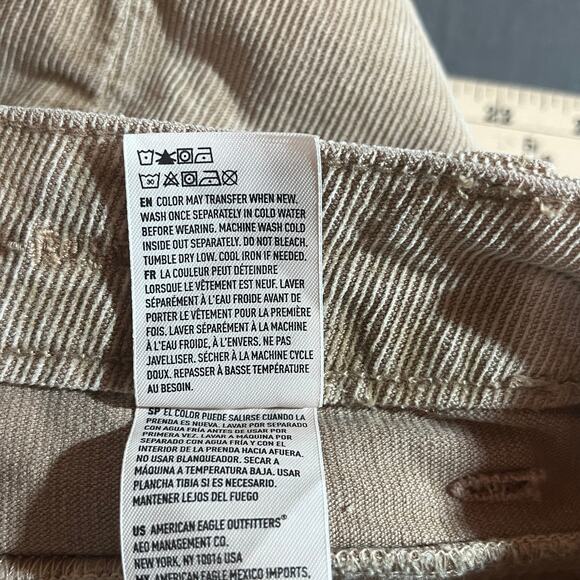 EN COLOR MAY TRANSFER WHEN NEW.
WASH ONCE SEPARATELY IN COLD WATER
BEFORE WEARING. MACHINE WASH COLD
INSIDE OUT SEPARATELY. DO NOT BLEACH.
TUMBLE DRY LOW. COOL IRON IF NEEDED.
FR LA COULEUR PEUT DÉTEINDRE
LORSQUE LE VÊTEMENT EST NEUF. LAVER
SÉPARÉMENT À L'EAU FROIDE AVANT DE
PORTER LE VÊTEMENT POUR LA PREMIÈRE
FOIS. LAVER SÉPARÉMENT À LA MACHINE
À L'EAU FROIDE, À L'ENVERS. NE PAS
JAVELLISER. SÉCHER À LA MACHINE CYCLE
DOUX. REPASSER À BASSE TEMPÉRATURE
AU BESOIN.
SP EL COLOR PUEDE SALIRSE CUANDO LA
PRENDA ES NUEVA. LAVAR POR SEPARADO
CON AGUA FRÍA ANTES DE USAR POR
PRIMERA VEZ. LAVAR A MÁQUINA POR
SEPARADO CON AGUA FRÍA Y CON EL
INTERIOR DE LA PRENDA HACIA AFUERA.
NO USAR BLANQUEADOR. SECAR A
MÁQUINA A TEMPERATURA BAJA. USAR
PLANCHA TIBIA SI ES NECESARIO.
MANTENER LEJOS DEL FUEGO
US AMERICAN EAGLE OUTFITTERS®
AEO MANAGEMENT CO.
NEW YORK, NY 10016 USA
MX AMERICAN EAGLE MEXICO IMPORTS,
23